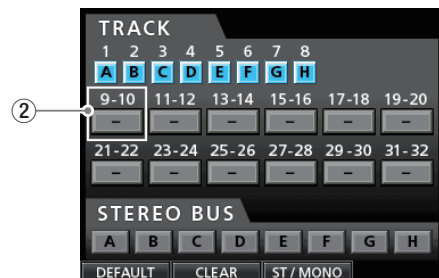 TRACK
1 2 3 4 5 6 7 8
A B C D E F G H
②
9-10 11-12 13-14 15-16 17-18 19-20
– – – – – –
21-22 23-24 25-26 27-28 29-30 31-32
– – – – – –
STEREO BUS
A B C D E F G H
DEFAULT CLEAR ST/MONO